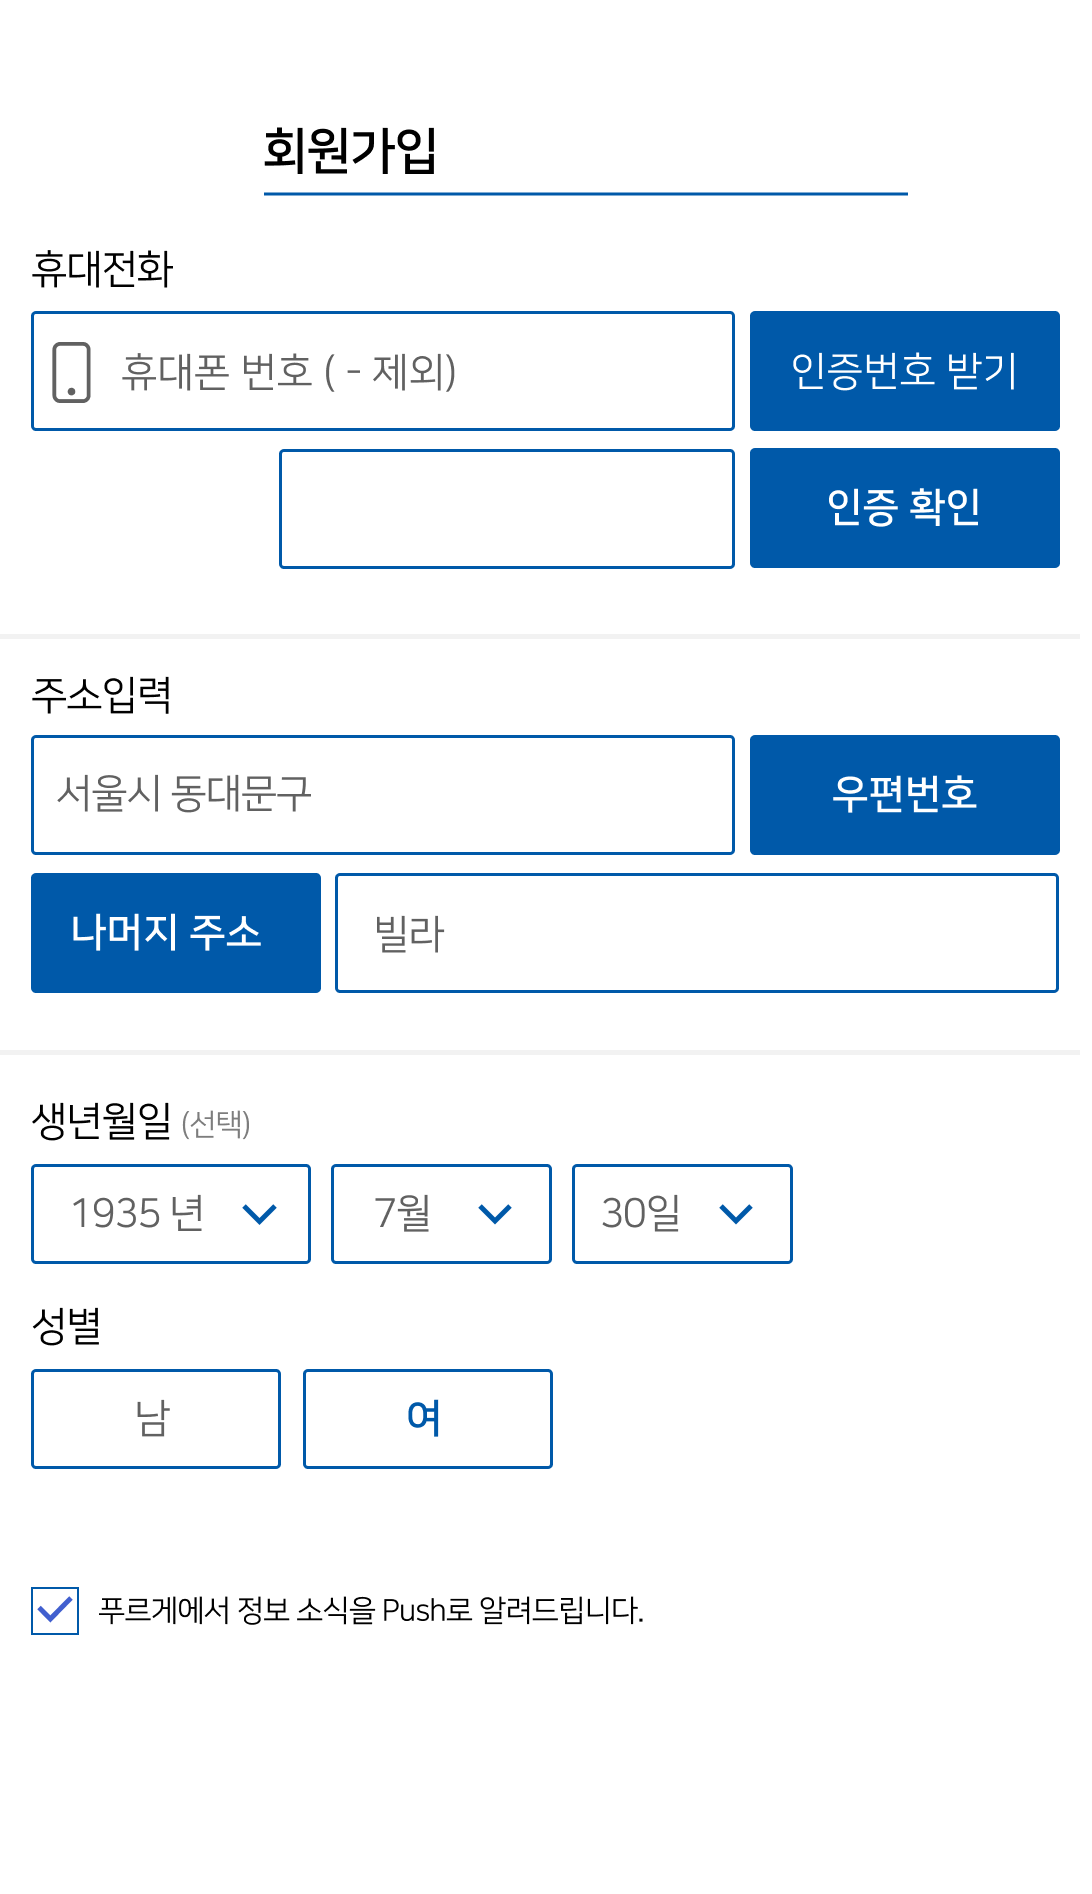 회원가입
휴대전화
휴대폰 번호 ( - 제외)
인증번호 받기
인증 확인
주소입력
서울시 동대문구
우편번호
나머지 주소
빌라
생년월일 (선택)
1935 년
7월
30일
성별
남
여
푸르게에서 정보 소식을 Push로 알려드립니다.